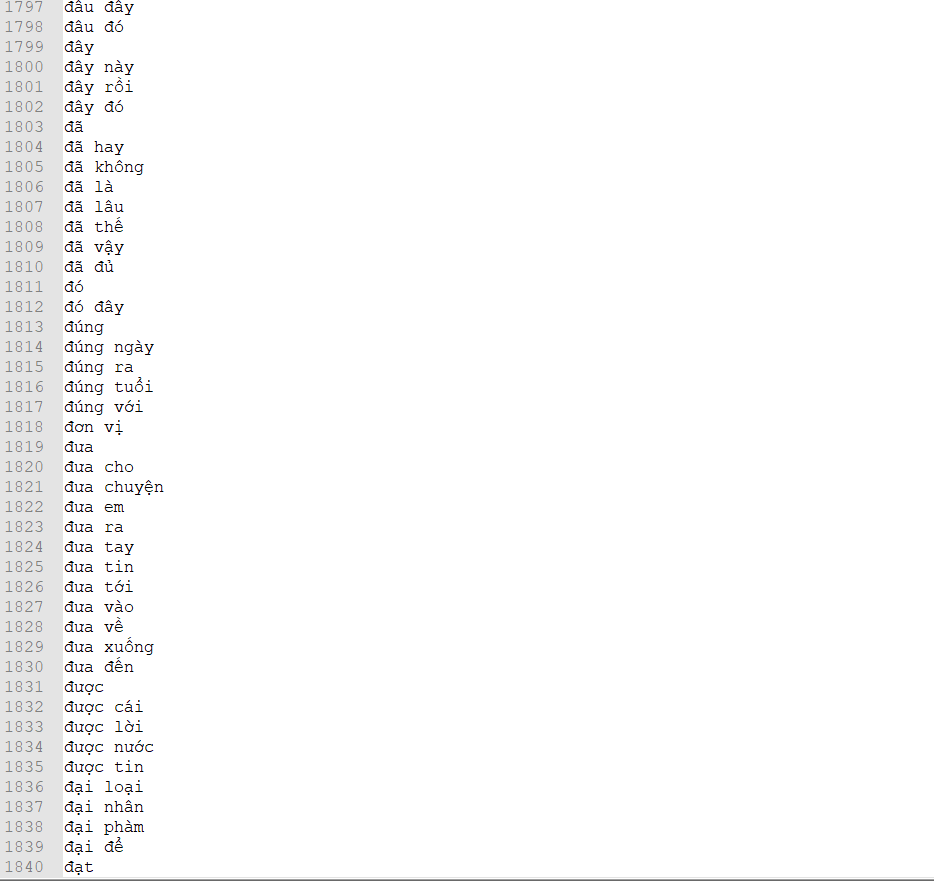 1797 đâu đây
1798 đâu đó
1799 đây
1800 đây này
1801 đây rồi
1802 đây đó
1803 đã
1804 đã hay
1805 đã không
1806 đã là
1807 đã lâu
1808 đã thế
1809 đã vậy
1810 đã đủ
1811 đó
1812 đó đây
1813 đúng
1814 đúng ngày
1815 đúng ra
1816 đúng tuổi
1817 đúng với
1818 đơn vị
1819 đưa
1820 đưa cho
1821 đưa chuyện
1822 đưa em
1823 đưa ra
1824 đưa tay
1825 đưa tin
1826 đưa tới
1827 đưa vào
1828 đưa về
1829 đưa xuống
1830 đưa đến
1831 được
1832 được cái
1833 được lời
1834 được nước
1835 được tin
1836 đại loại
1837 đại nhân
1838 đại phàm
1839 đại để
1840 đạt